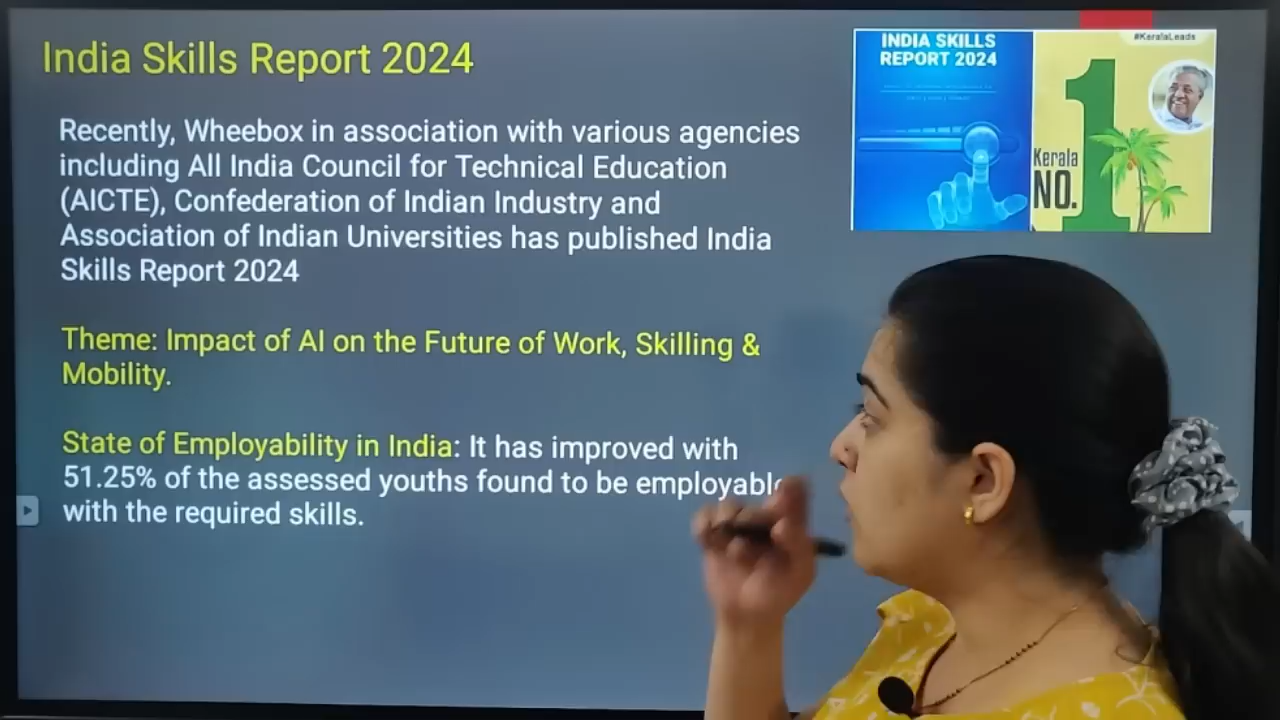 India Skills Report 2024
Recently, Wheebox in association with various agencies
including All India Council for Technical Education
(AICTE), Confederation of Indian Industry and
Association of Indian Universities has published India
Skills Report 2024
Theme: Impact of AI on the Future of Work, Skilling &
Mobility.
State of Employability in India: It has improved with
51.25% of the assessed youths found to be employable
with the required skills.
INDIA SKILLS
REPORT 2024
#KeralaLeads
Kerala
NO. 1